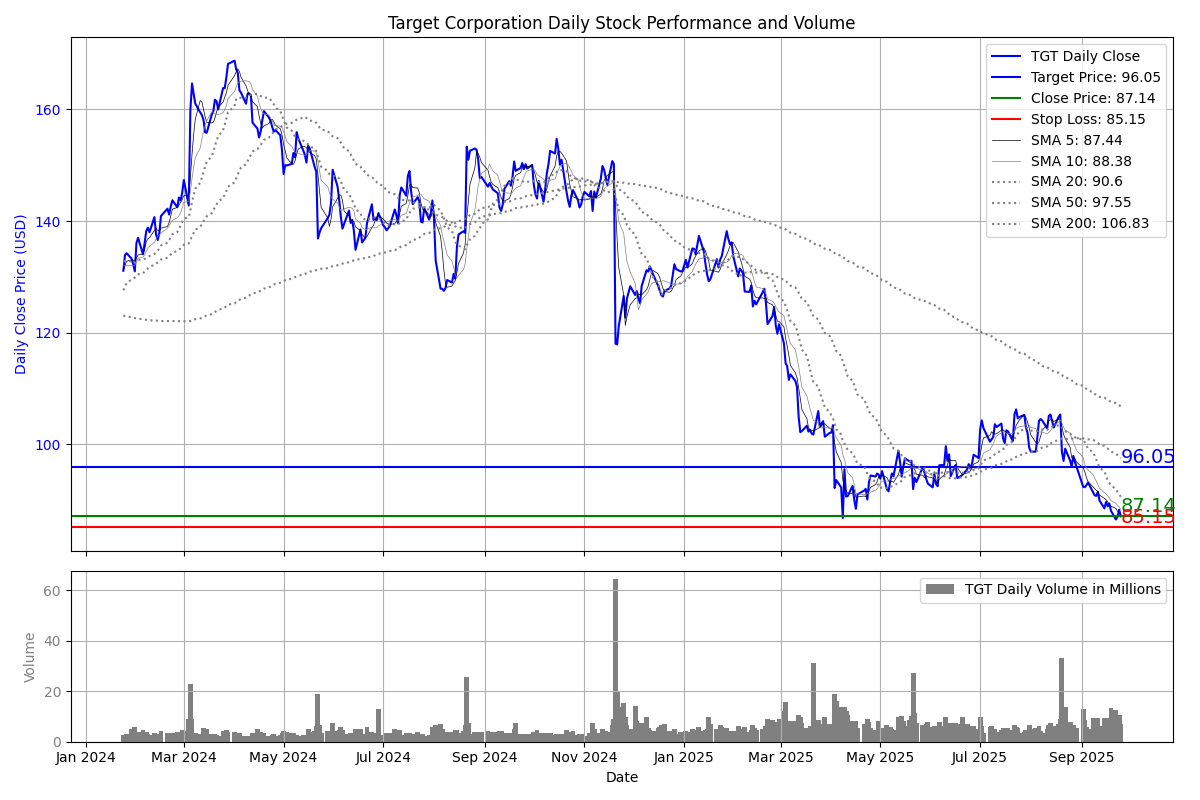 Target Corporation Daily Stock Performance and Volume
Daily Close Price (USD)
160
140
120
100
TGT Daily Close
Target Price: 96.05
Close Price: 87.14
Stop Loss: 85.15
SMA 5: 87.44
SMA 10: 88.38
SMA 20: 90.6
SMA 50: 97.55
SMA 200: 106.83
96.05
87.14
85.15
Volume
60
40
20
0
TGT Daily Volume in Millions
Jan 2024 Mar 2024 May 2024 Jul 2024 Sep 2024 Nov 2024 Jan 2025 Mar 2025 May 2025 Jul 2025 Sep 2025
Date